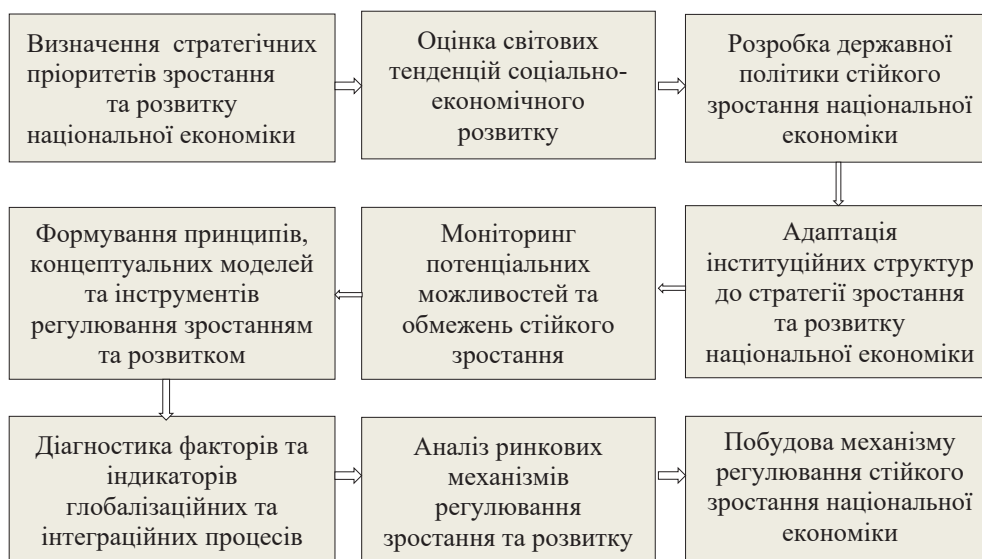 Визначення стратегічних
пріоритетів зростання
та розвитку
національної економіки
Оцінка світових
тенденцій соціально-
економічного
розвитку
Розробка державної
політики стійкого
зростання національної
економіки
Адаптація
інституційних структур
до стратегії зростання
та розвитку
національної економіки
Моніторинг
потенціальних
можливостей та
обмежень стійкого
зростання
Формування принципів,
концептуальних моделей
та інструментів
регулювання зростанням
та розвитком
Діагностика факторів та
індикаторів
глобалізаційних та
інтеграційних процесів
Аналіз ринкових
механізмів
регулювання
зростання та розвитку
Побудова механізму
регулювання стійкого
зростання національної
економіки